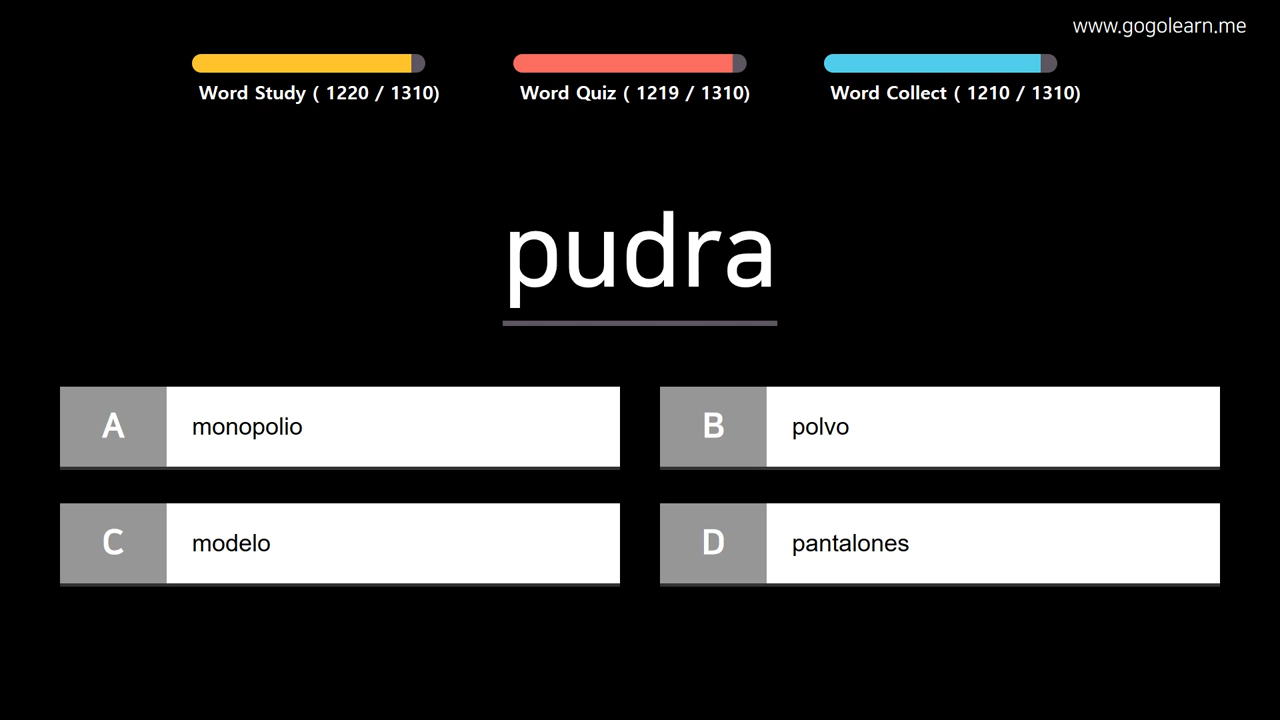 www.gogolearn.me
Word Study ( 1220 / 1310)
Word Quiz ( 1219 / 1310)
Word Collect ( 1210 / 1310)
pudra
A monopolio
B polvo
C modelo
D pantalones